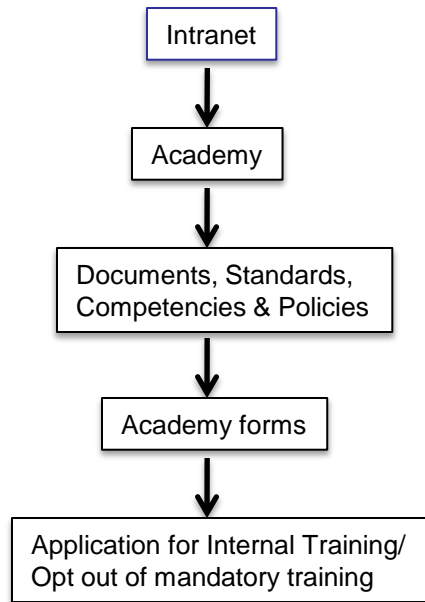 Intranet
Academy
Documents, Standards,
Competencies & Policies
Academy forms
Application for Internal Training/
Opt out of mandatory training